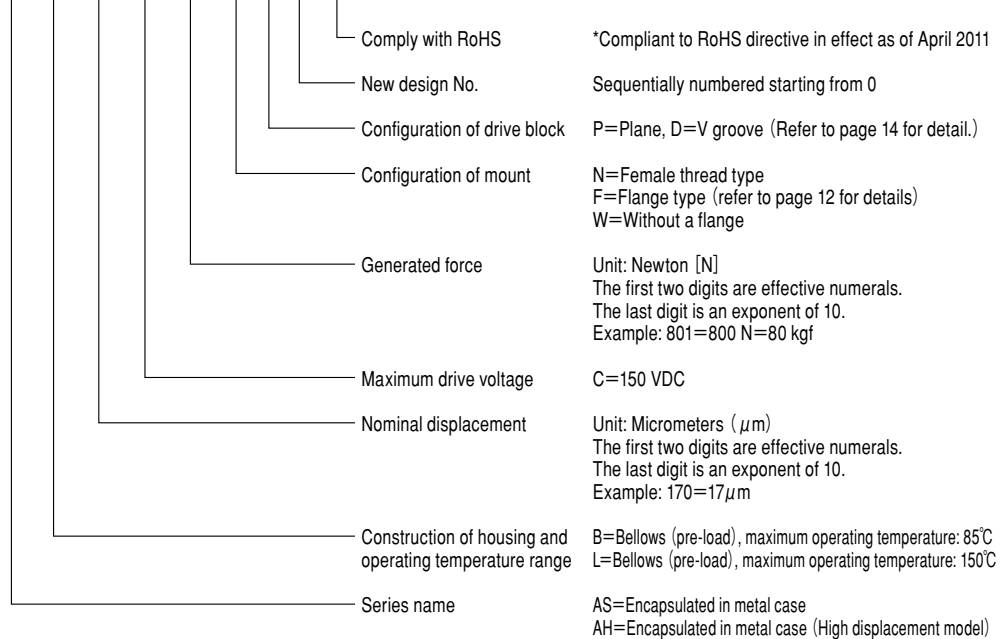 Comply with RoHS *Compliant to RoHS directive in effect as of April 2011
New design No. Sequentially numbered starting from 0
Configuration of drive block P=Plane, D=V groove (Refer to page 14 for detail.)
Configuration of mount N=Female thread type
F=Flange type (refer to page 12 for details)
W=Without a flange
Generated force Unit: Newton [N]
The first two digits are effective numerals.
The last digit is an exponent of 10.
Example: 801=800 N=80 kgf
Maximum drive voltage C=150 VDC
Nominal displacement Unit: Micrometers (μm)
The first two digits are effective numerals.
The last digit is an exponent of 10.
Example: 170=17μm
Construction of housing and B=Bellows (pre-load), maximum operating temperature: 85℃
operating temperature range L=Bellows (pre-load), maximum operating temperature: 150℃
Series name AS=Encapsulated in metal case
AH=Encapsulated in metal case (High displacement model)